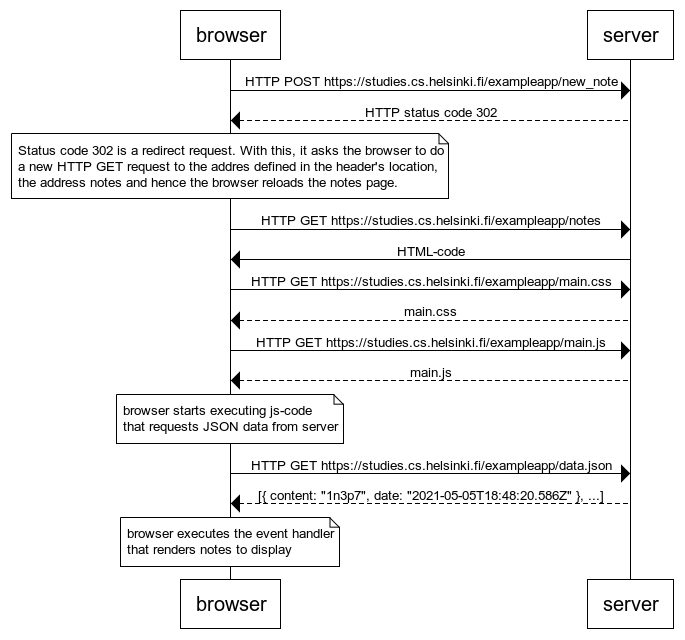 browser
server
HTTP POST https://studies.cs.helsinki.fi/exampleapp/new_note
HTTP status code 302
Status code 302 is a redirect request. With this, it asks the browser to do
a new HTTP GET request to the addres defined in the header's location,
the address notes and hence the browser reloads the notes page.
HTTP GET https://studies.cs.helsinki.fi/exampleapp/notes
HTML-code
HTTP GET https://studies.cs.helsinki.fi/exampleapp/main.css
main.css
HTTP GET https://studies.cs.helsinki.fi/exampleapp/main.js
main.js
browser starts executing js-code
that requests JSON data from server
HTTP GET https://studies.cs.helsinki.fi/exampleapp/data.json
[{ content: "1n3p7", date: "2021-05-05T18:48:20.586Z" }, ...]
browser executes the event handler
that renders notes to display
browser
server